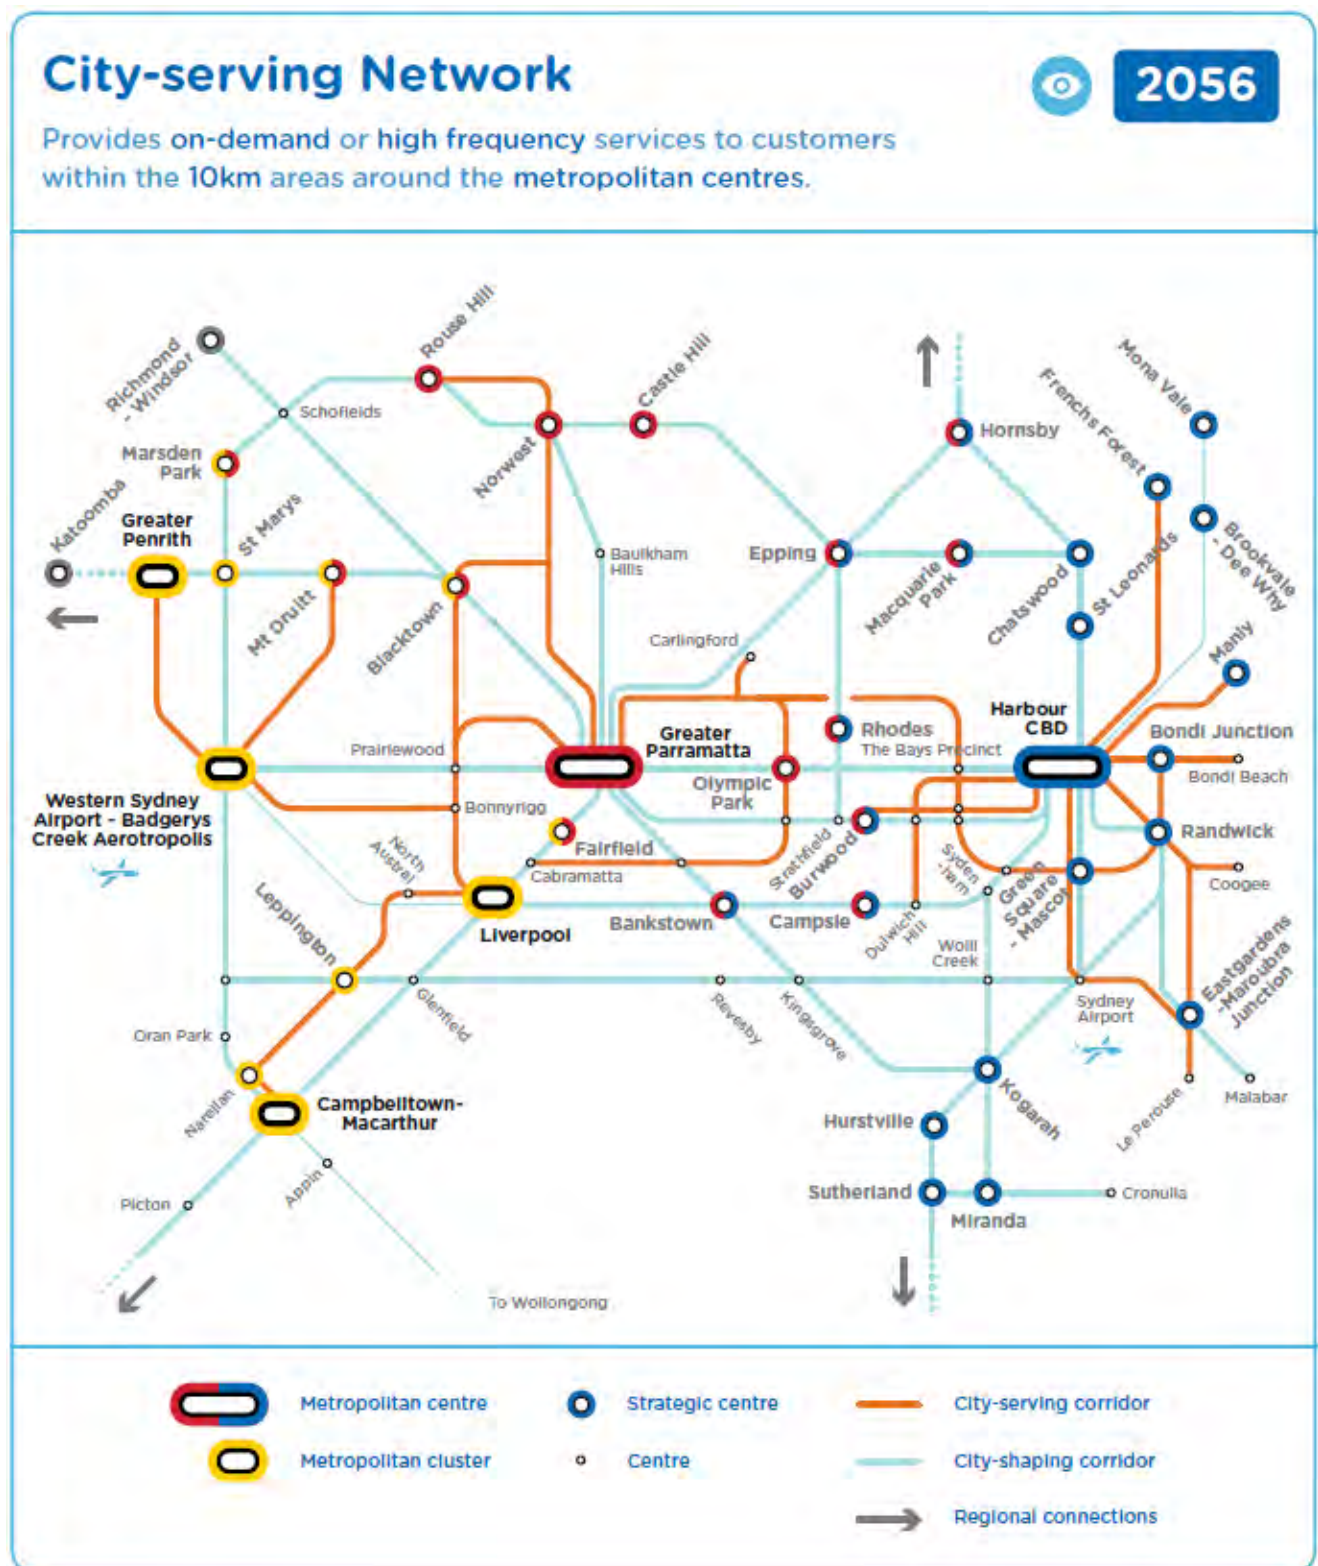 City-serving Network
2056
Provides on-demand or high frequency services to customers
within the 10km areas around the metropolitan centres.
Richmond
- Windsor
Rouse Hill
Castle Hill
Schofields
Marsden
Park
Norwest
Hornsby
Frenchs Forest
Mona Vale
Katoomba
Greater
Penrith
St Marys
Mt Druitt
Blacktown
Baulkham
Hills
Epping
Macquarie
Park
Chatswood
St Leonards
Brookvale
- Dee Why
Manly
Carlingford
Prairiewood
Greater
Parramatta
Rhodes
The Bays Precinct
Harbour
CBD
Bondi Junction
Bondi Beach
Olympic
Park
Western Sydney
Airport - Badgerys
Creek Aerotropolis
Bonnyrigg
Fairfield
Cabramatta
North
Austral
Strathfield
Burwood
Syden
-ham
Green
Square
- Mascot
Randwick
Coogee
Leppington
Liverpool
Bankstown
Campsie
Dulwich
Hill
Wolli
Creek
Eastgardens
-Maroubra
Junction
Glenfield
Revesby
Kingsgrove
Sydney
Airport
Oran Park
Narellan
Campbelltown-
Macarthur
Kogarah
Hurstville
Le Perouse
Malabar
Picton
Appin
Sutherland
Miranda
Cronulla
To Wollongong
Metropolitan centre
Strategic centre
City-serving corridor
Metropolitan cluster
Centre
City-shaping corridor
Regional connections